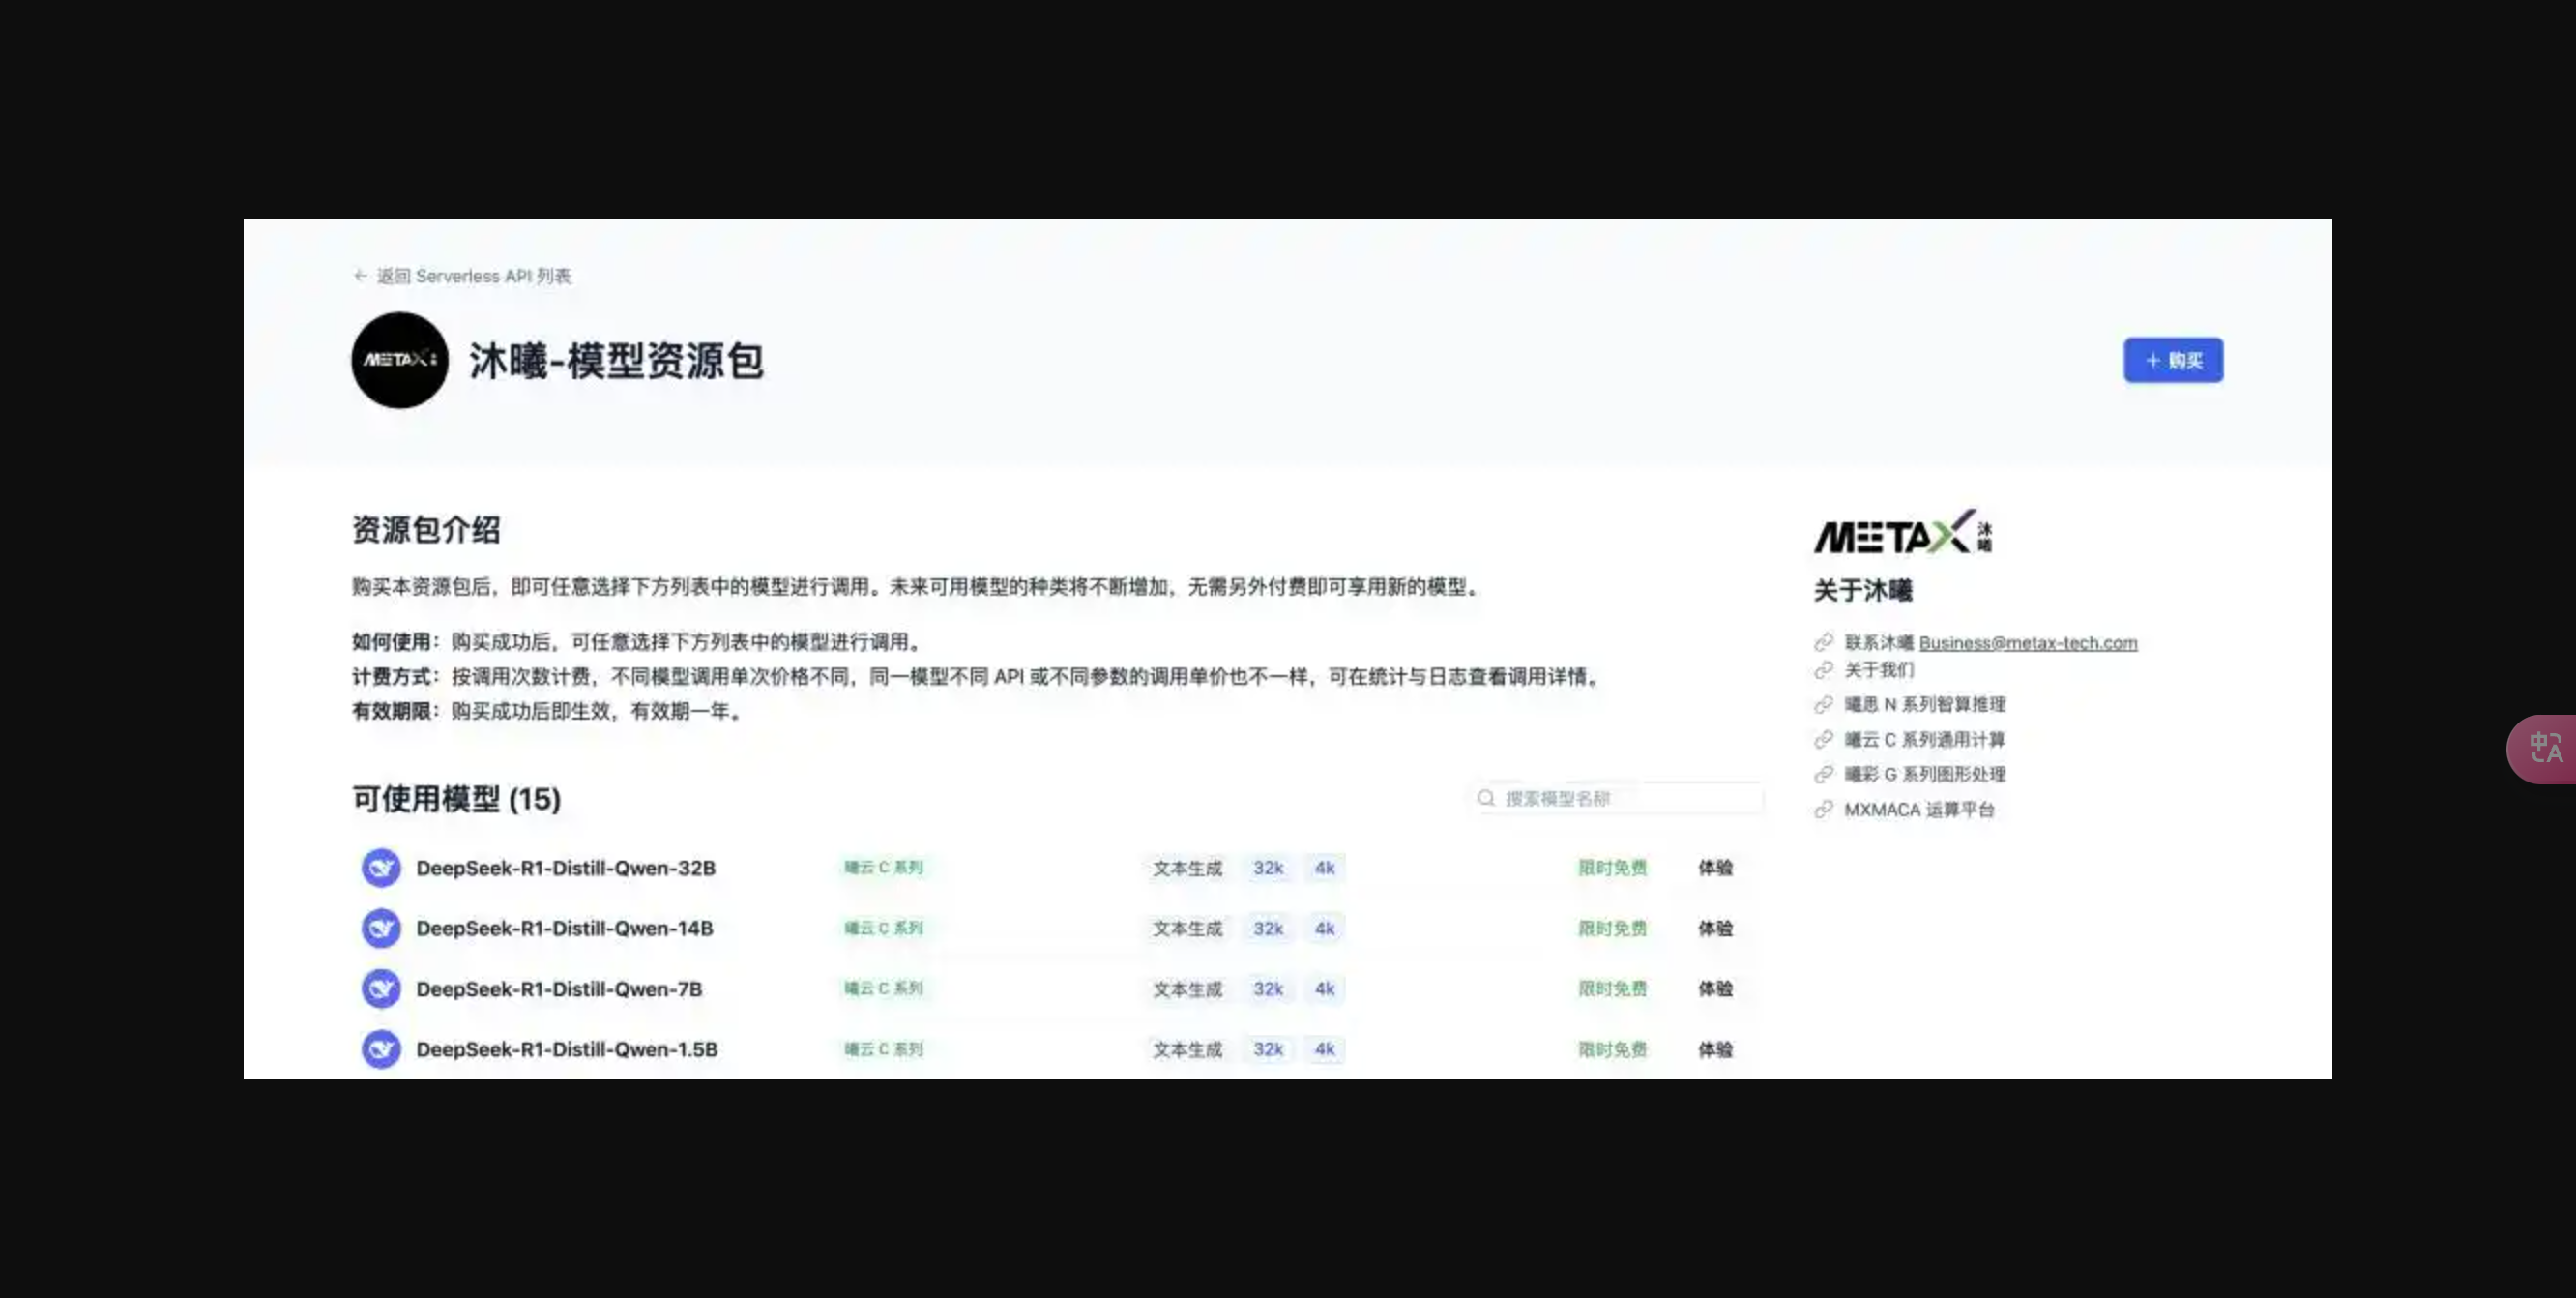 ← 返回 Serverless API 列表
METAX
沐曦-模型资源包
+ 购买
资源包介绍
购买本资源包后，即可任意选择下方列表中的模型进行调用。未来可用模型的种类将不断增加，无需另外付费即可享用新的模型。
如何使用：购买成功后，可任意选择下方列表中的模型进行调用。
计费方式：按调用次数计费，不同模型调用单次价格不同，同一模型不同 API 或不同参数的调用单价也不一样，可在统计与日志查看调用详情。
有效期限：购买成功后即生效，有效期一年。
可使用模型 (15)
搜索模型名称
DeepSeek-R1-Distill-Qwen-32B 曦云 C 系列 文本生成 32k 4k 限时免费 体验
DeepSeek-R1-Distill-Qwen-14B 曦云 C 系列 文本生成 32k 4k 限时免费 体验
DeepSeek-R1-Distill-Qwen-7B 曦云 C 系列 文本生成 32k 4k 限时免费 体验
DeepSeek-R1-Distill-Qwen-1.5B 曦云 C 系列 文本生成 32k 4k 限时免费 体验
METAX 沐曦
关于沐曦
联系沐曦 Business@metax-tech.com
关于我们
曦思 N 系列智算推理
曦云 C 系列通用计算
曦彩 G 系列图形处理
MXMACA 运算平台
中A